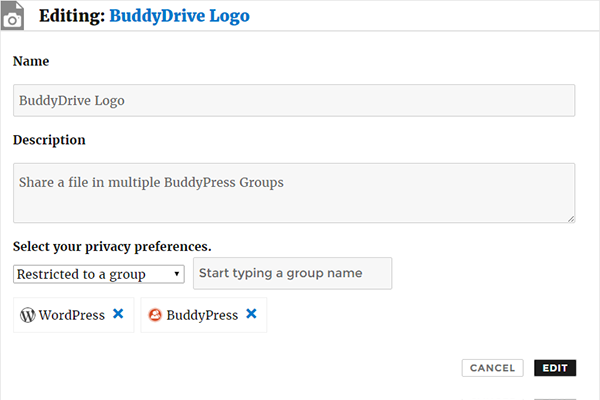 Editing: BuddyDrive Logo
Name
BuddyDrive Logo
Description
Share a file in multiple BuddyPress Groups
Select your privacy preferences.
Restricted to a group Start typing a group name
WordPress BuddyPress
CANCEL EDIT